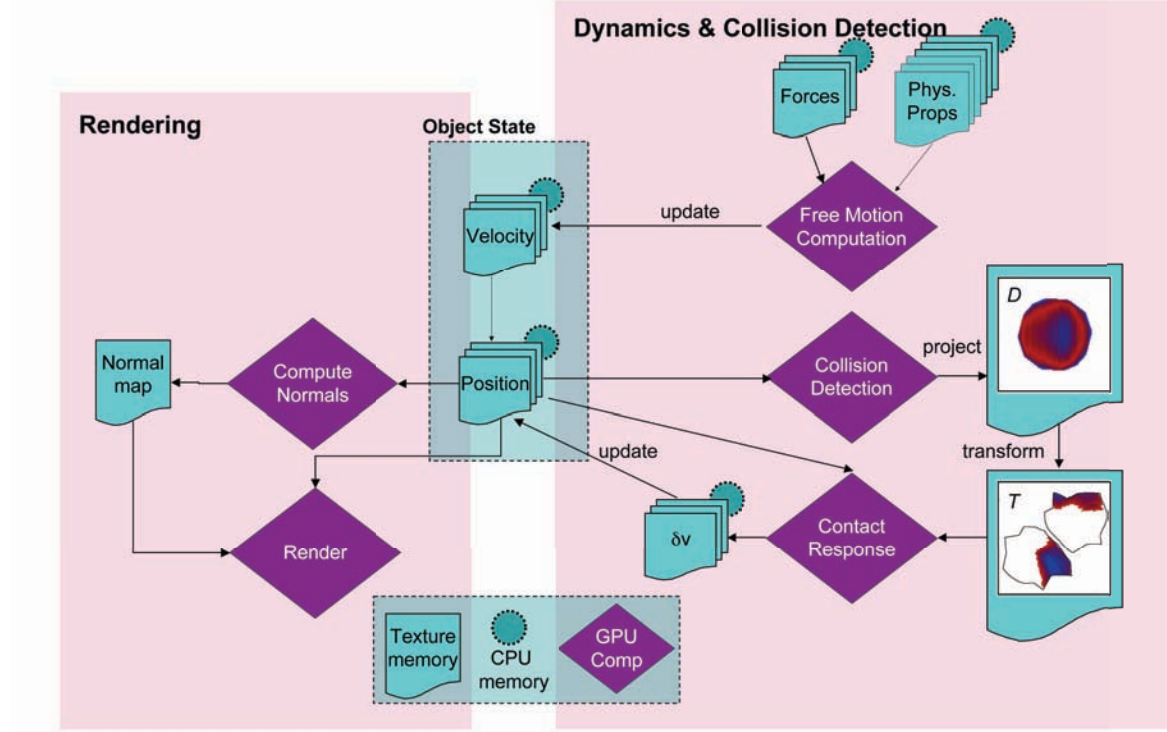 Dynamics & Collision Detection
Forces
Phys.
Props
Rendering
Object State
Velocity
update
Free Motion
Computation
D
project
Normal
map
Compute
Normals
Position
Collision
Detection
update
transform
T
Render
δv
Contact
Response
Texture
memory
CPU
memory
GPU
Comp